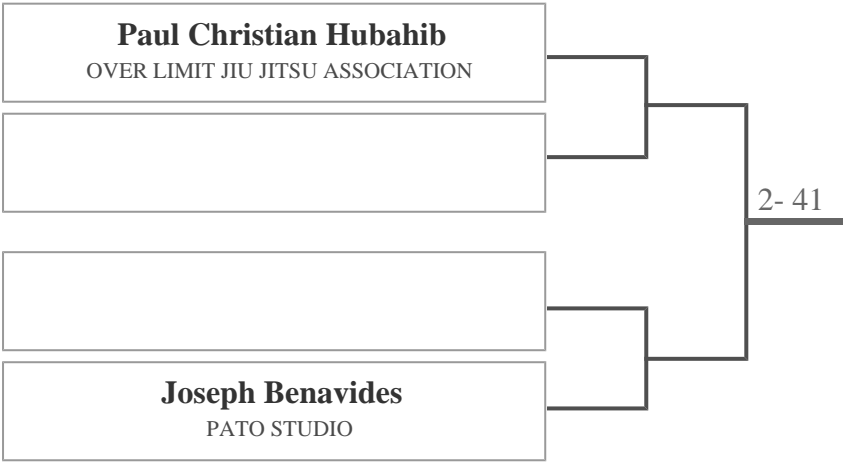 Paul Christian Hubahib
OVER LIMIT JIU JITSU ASSOCIATION
2- 41
Joseph Benavides
PATO STUDIO